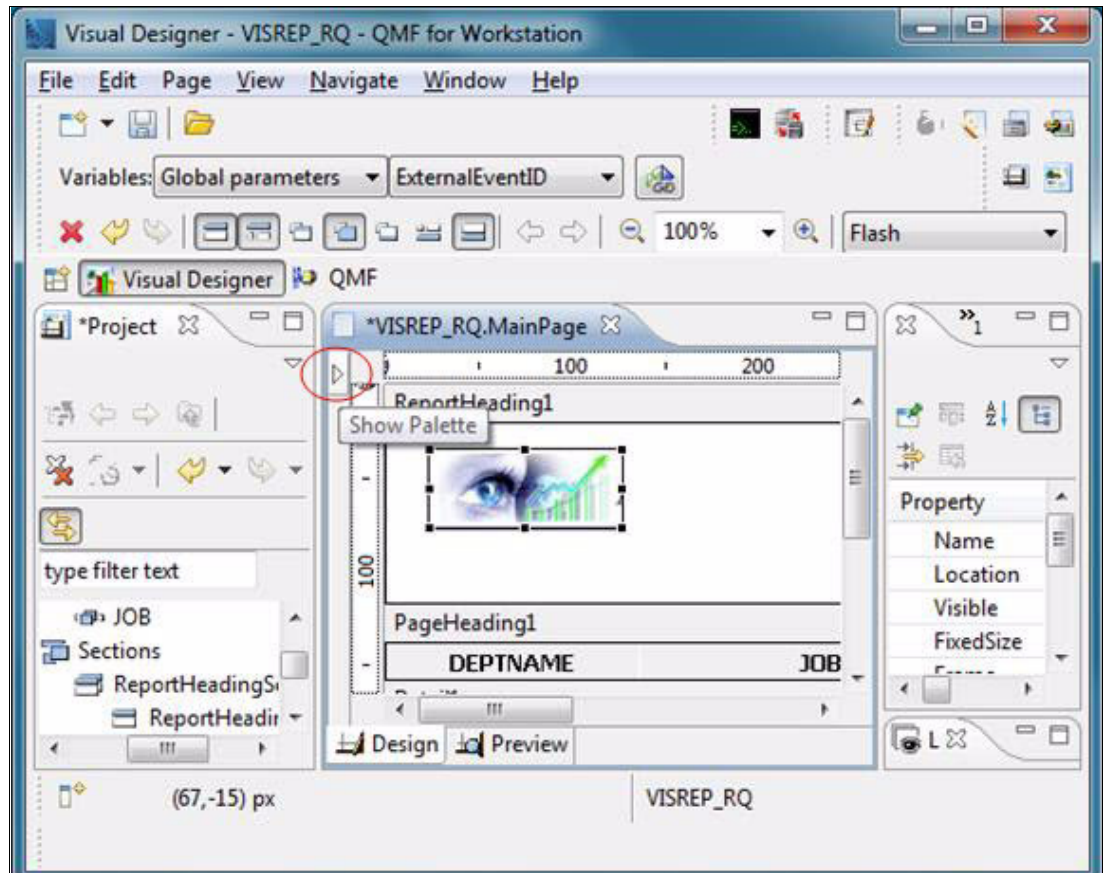 Visual Designer - VISREP_RQ - QMF for Workstation
File Edit Page View Navigate Window Help
Variables: Global parameters ExternalEventID
100% Flash
Visual Designer QMF
*Project *VISREP_RQ.MainPage »1
100 200
ReportHeading1
Show Palette
100
type filter text
Property
Name
Location
Visible
FixedSize
JOB
Sections
ReportHeadingS
ReportHeadir
PageHeading1
DEPTNAME JOB
Design Preview
L
(67,-15) px VISREP_RQ